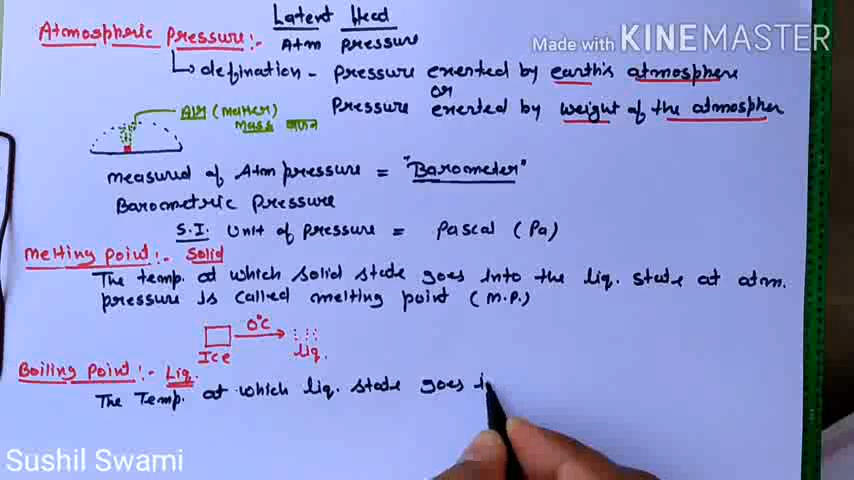 Latent Head
Atmospheric Pressure:- Atm pressure
Made with KINEMASTER
defination - pressure exerted by earth's atmosphere
or
pressure exerted by weight of the atmospher
AIR (Matter)
Mass वजन
measured of Atm pressure = "Barometer"
Barometric pressure
S.I. Unit of pressure = pascal (Pa)
Melting point:- Solid
The temp. at which solid state goes into the liq. state at atm.
pressure is called melting point (M.P.)
0°C
Ice liq.
Boiling point:- Liq.
The Temp. at which liq. state goes i
Sushil Swami